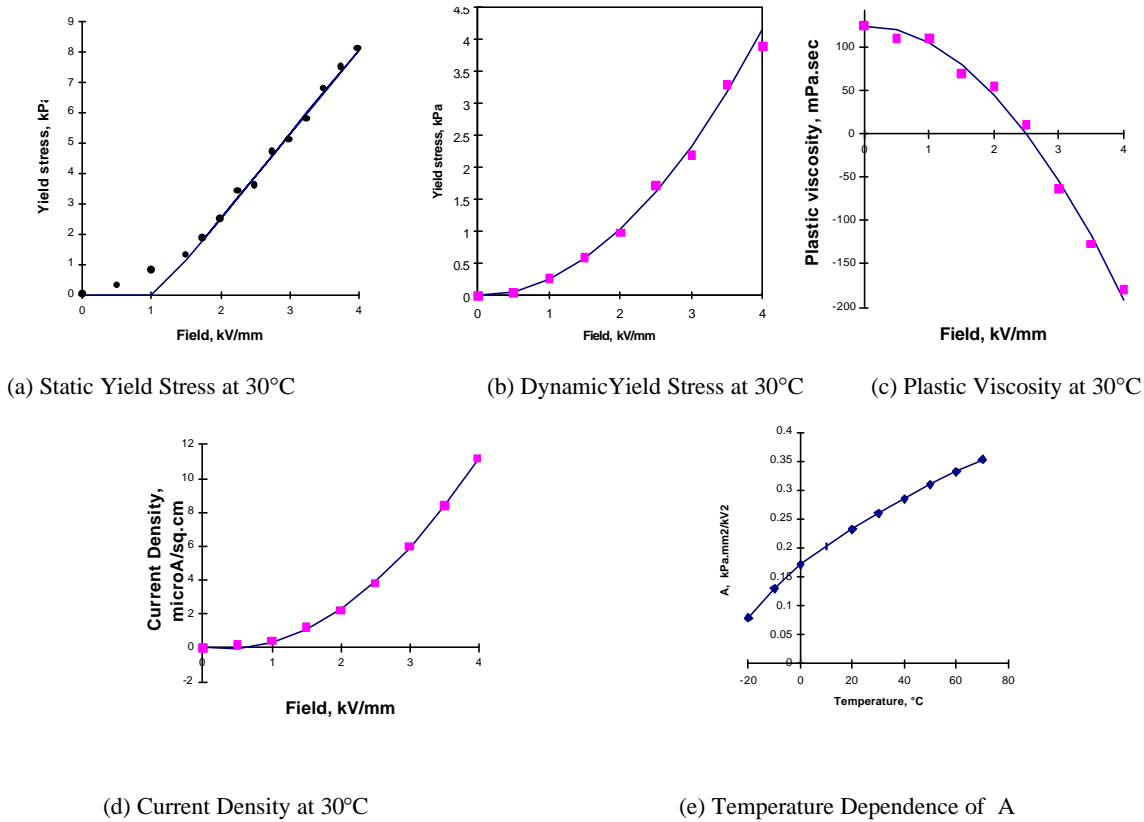 9
8
7
6
5
4
3
2
1
0
Yield stress, kPa
0 1 2 3 4
Field, kV/mm
(a) Static Yield Stress at 30°C
4.5
4
3.5
3
2.5
2
1.5
1
0.5
0
Yield stress, kPa
0 1 2 3 4
Field, kV/mm
(b) DynamicYield Stress at 30°C
100
50
0
-50
-100
-150
-200
Plastic viscosity, mPa.sec
0 1 2 3 4
Field, kV/mm
(c) Plastic Viscosity at 30°C
12
10
8
6
4
2
0
-2
Current Density,
microA/sq.cm
0 1 2 3 4
Field, kV/mm
(d) Current Density at 30°C
0.4
0.35
0.3
0.25
0.2
0.15
0.1
0.05
0
A, kPa.mm2/kV2
-20 0 20 40 60 80
Temperature, °C
(e) Temperature Dependence of A